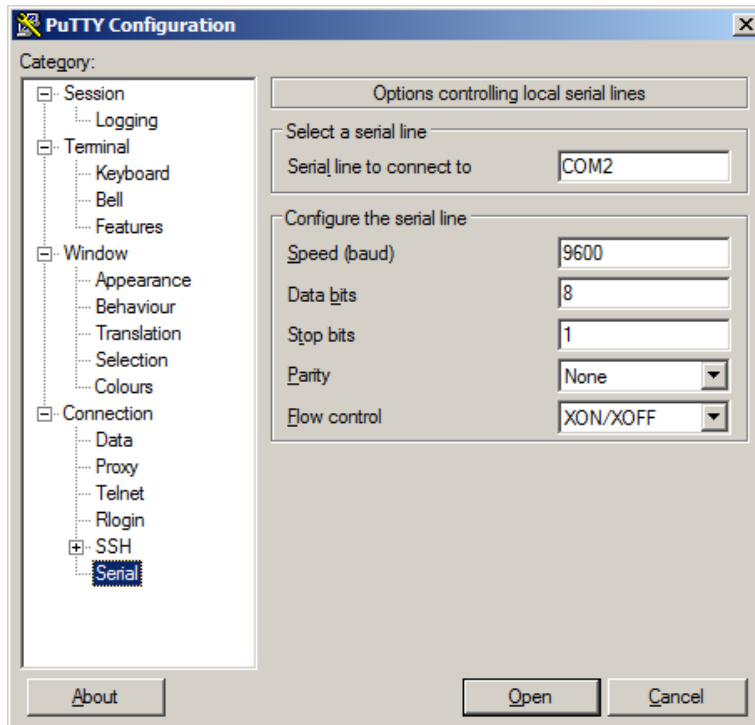 PuTTY Configuration
Category:
Session
Logging
Terminal
Keyboard
Bell
Features
Window
Appearance
Behaviour
Translation
Selection
Colours
Connection
Data
Proxy
Telnet
Rlogin
SSH
Serial
Options controlling local serial lines
Select a serial line
Serial line to connect to COM2
Configure the serial line
Speed (baud) 9600
Data bits 8
Stop bits 1
Parity None
Flow control XON/XOFF
About Open Cancel